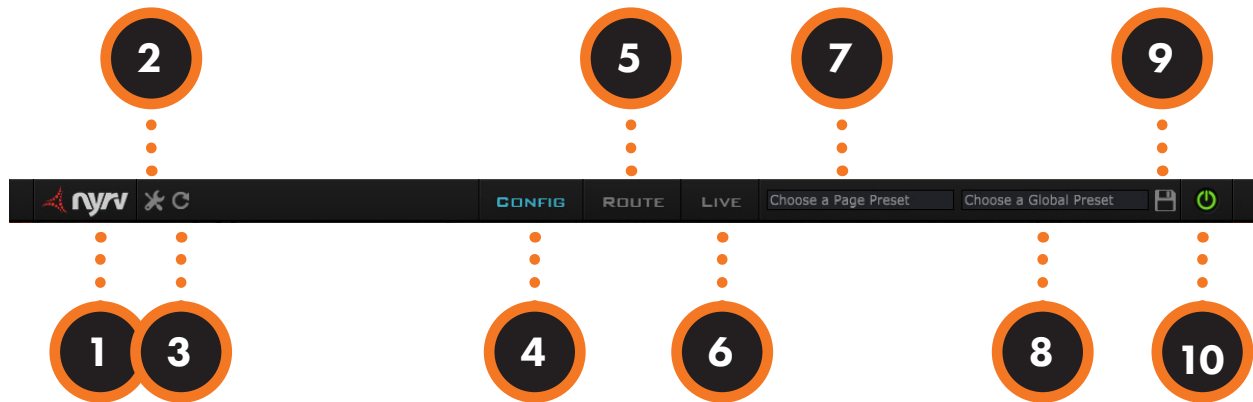 2 5 7 9
nyrv CONFIG ROUTE LIVE Choose a Page Preset Choose a Global Preset
1 3 4 6 8 10